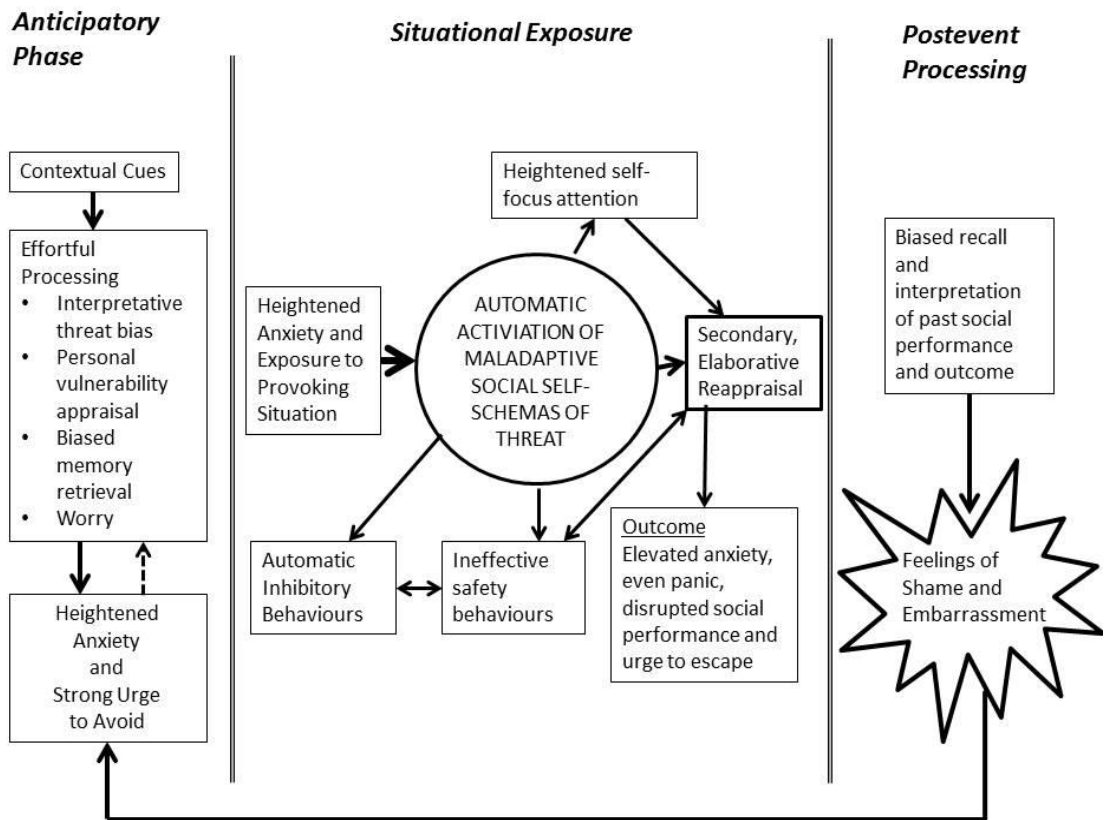 Anticipatory
Phase
Situational Exposure
Postevent
Processing
Contextual Cues
Effortful
Processing
• Interpretative
threat bias
• Personal
vulnerability
appraisal
• Biased
memory
retrieval
• Worry
Heightened
Anxiety
and
Strong Urge
to Avoid
Heightened self-
focus attention
Heightened
Anxiety and
Exposure to
Provoking
Situation
AUTOMATIC
ACTIVIATION OF
MALADAPTIVE
SOCIAL SELF-
SCHEMAS OF
THREAT
Secondary,
Elaborative
Reappraisal
Automatic
Inhibitory
Behaviours
Ineffective
safety
behaviours
Outcome
Elevated anxiety,
even panic,
disrupted social
performance and
urge to escape
Biased recall
and
interpretation
of past social
performance
and outcome
Feelings of
Shame and
Embarrassment